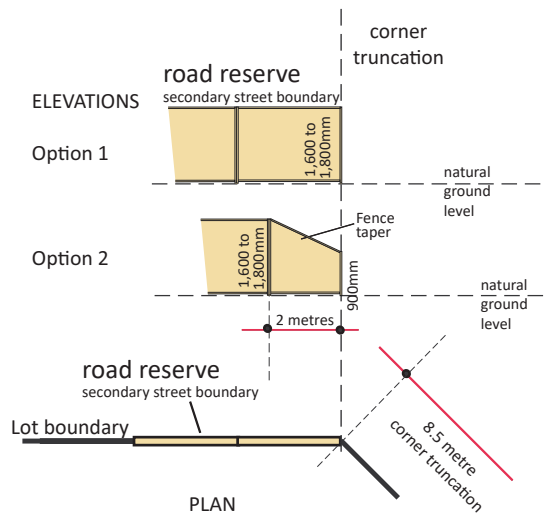 corner
truncation
road reserve
secondary street boundary
ELEVATIONS
Option 1
1,600 to
1,800mm
natural
ground
level
Fence
taper
Option 2
1,600 to
1,800mm
900mm
natural
ground
level
2 metres
road reserve
secondary street boundary
Lot boundary
8.5 metre
corner truncation
PLAN